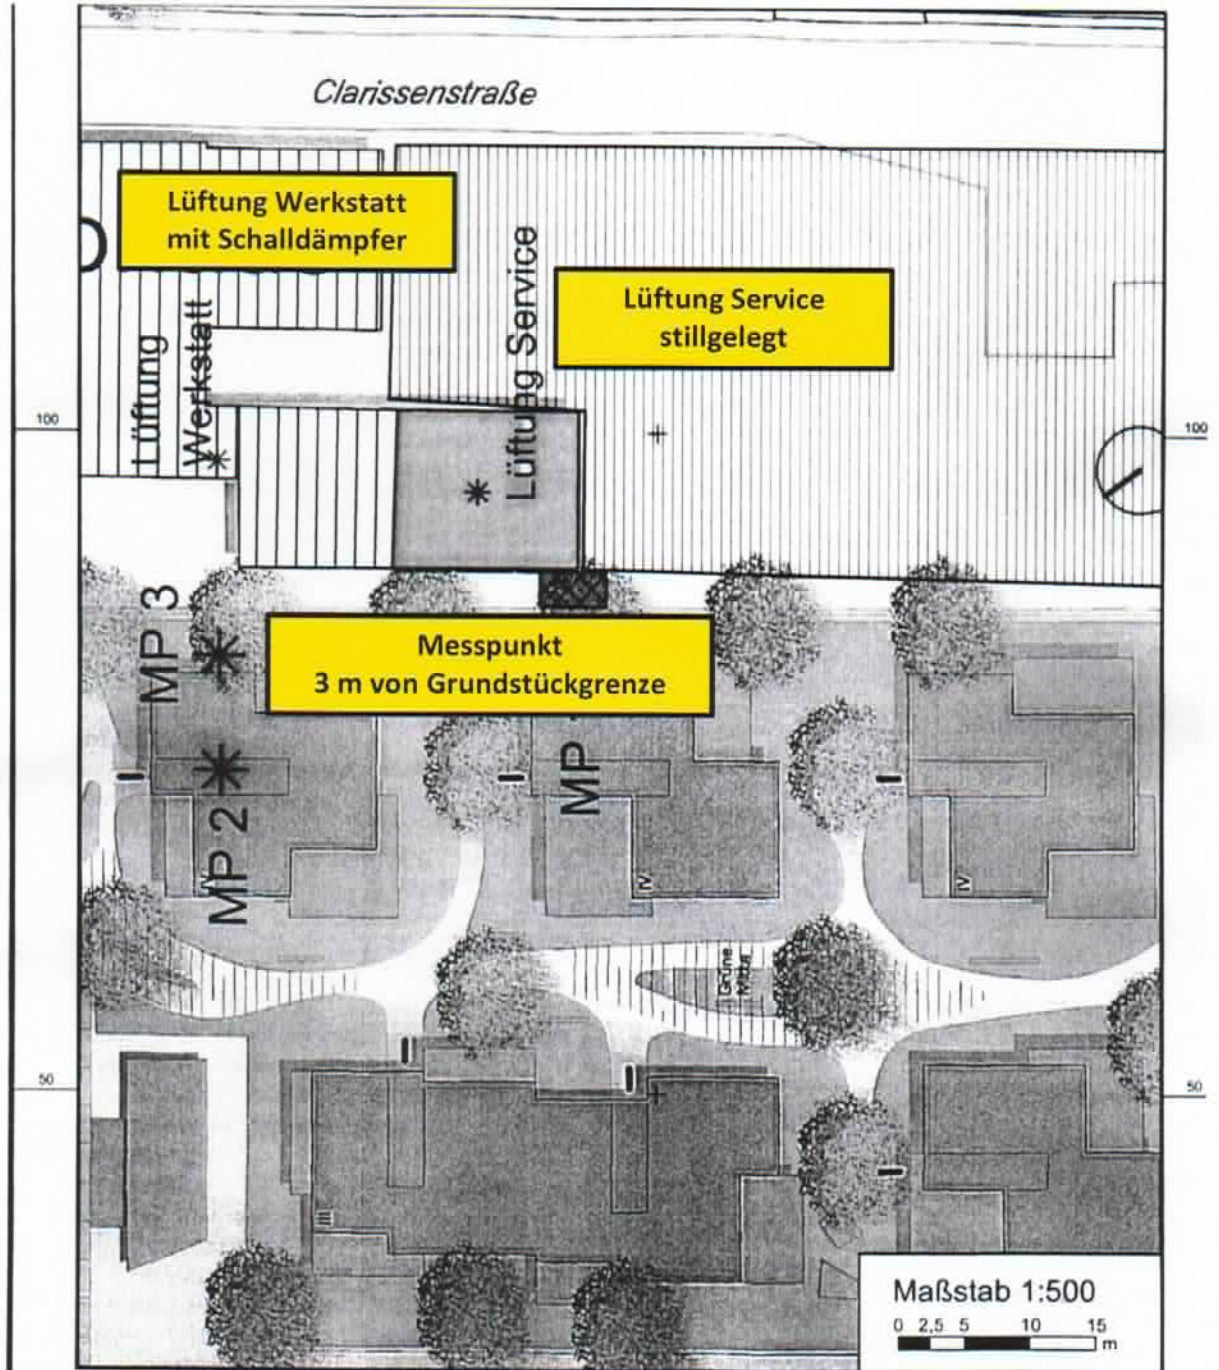 Clarissenstraße
Lüftung Werkstatt
mit Schalldämpfer
Lüftung Service
Lüftung Service
stillgelegt
Lüftung
Werkstatt
100
100
MP 3
Messpunkt
3 m von Grundstückgrenze
MP
MP 2
IV
IV
Grüne
Mitte
50
50
III
Maßstab 1:500
0 2,5 5 10 15
m